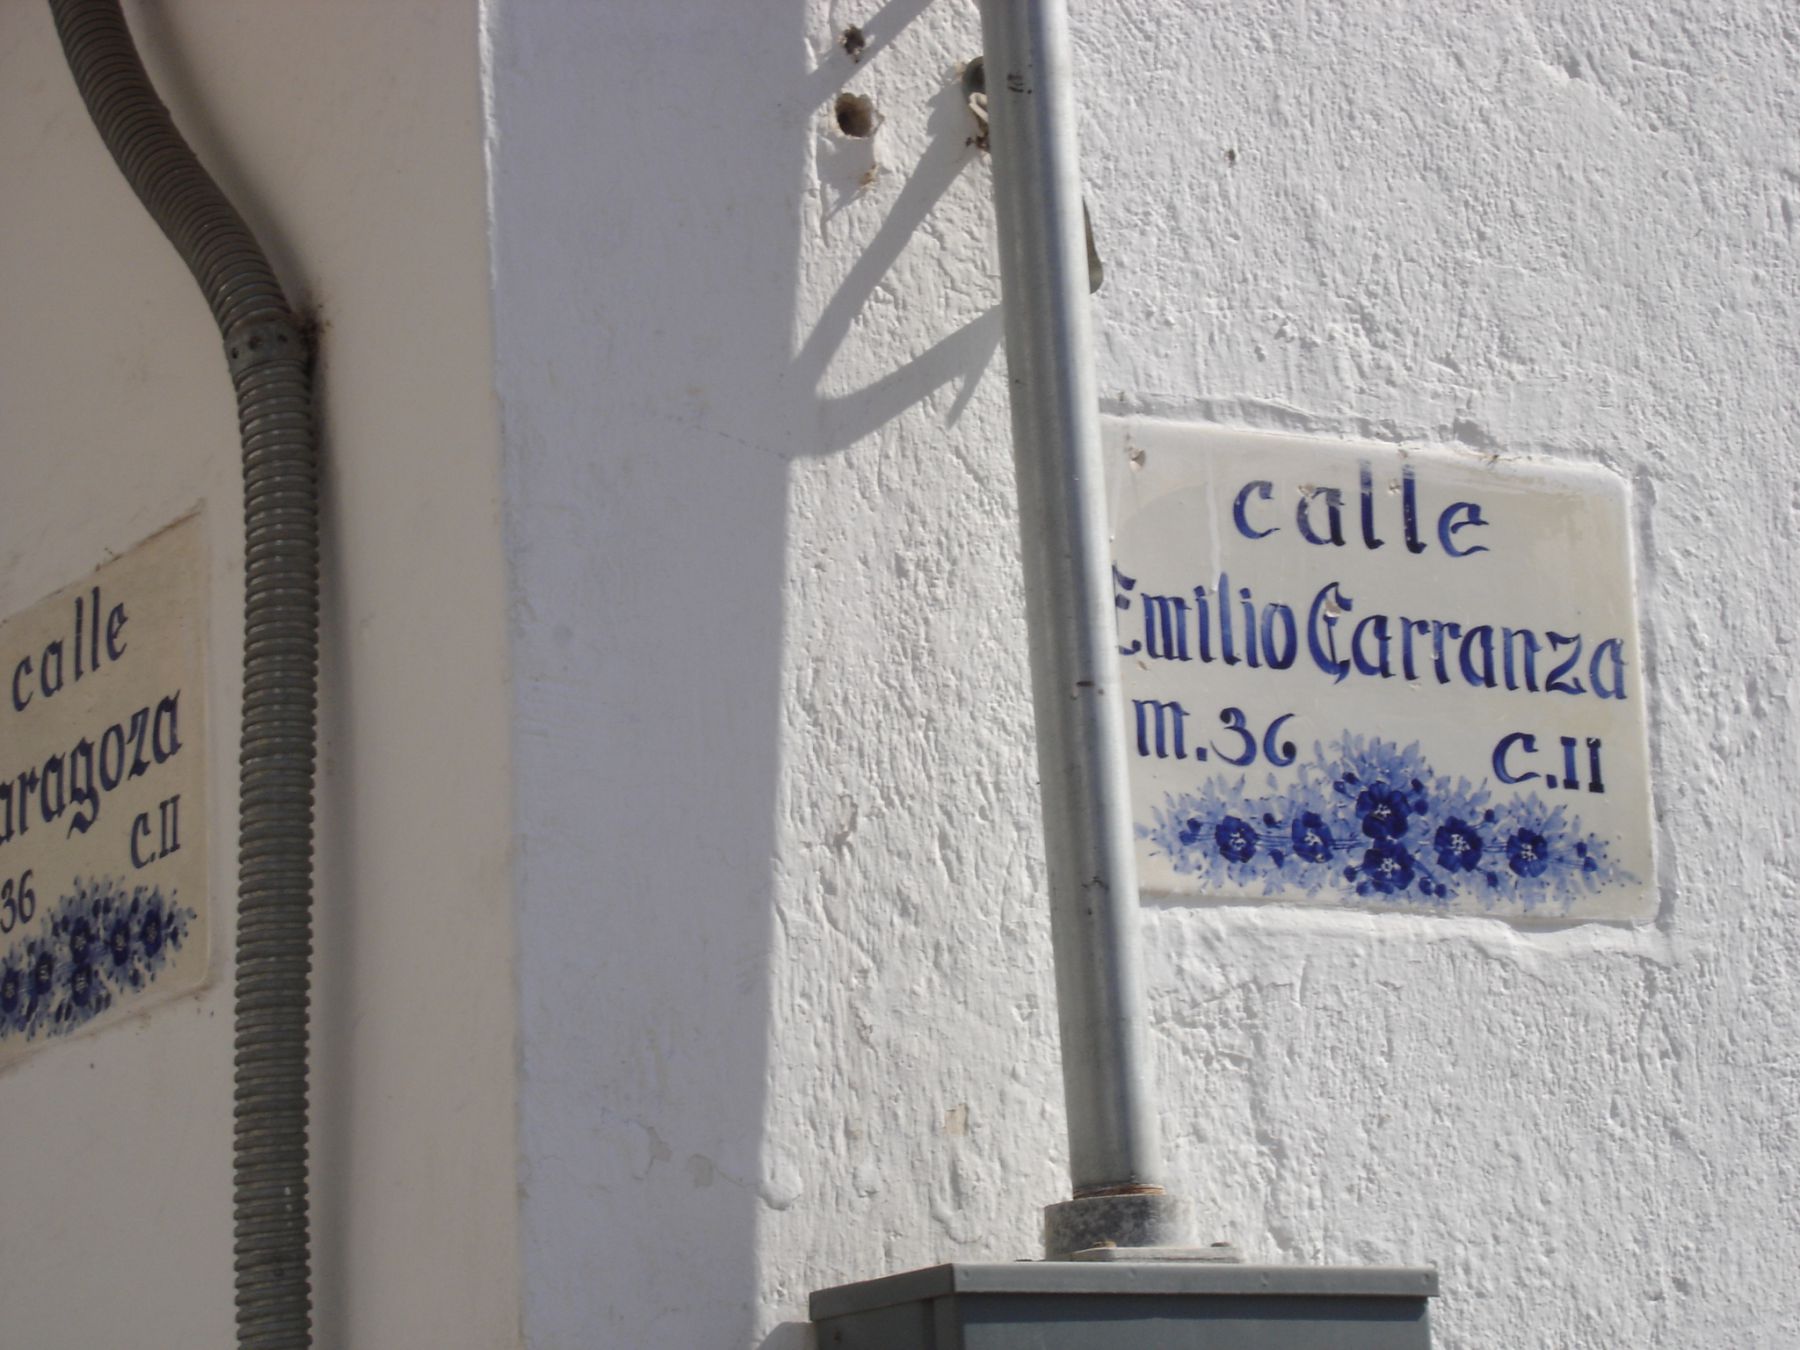 calle
aragoza
36 C.II
calle
Emilio Carranza
m.36 C.II